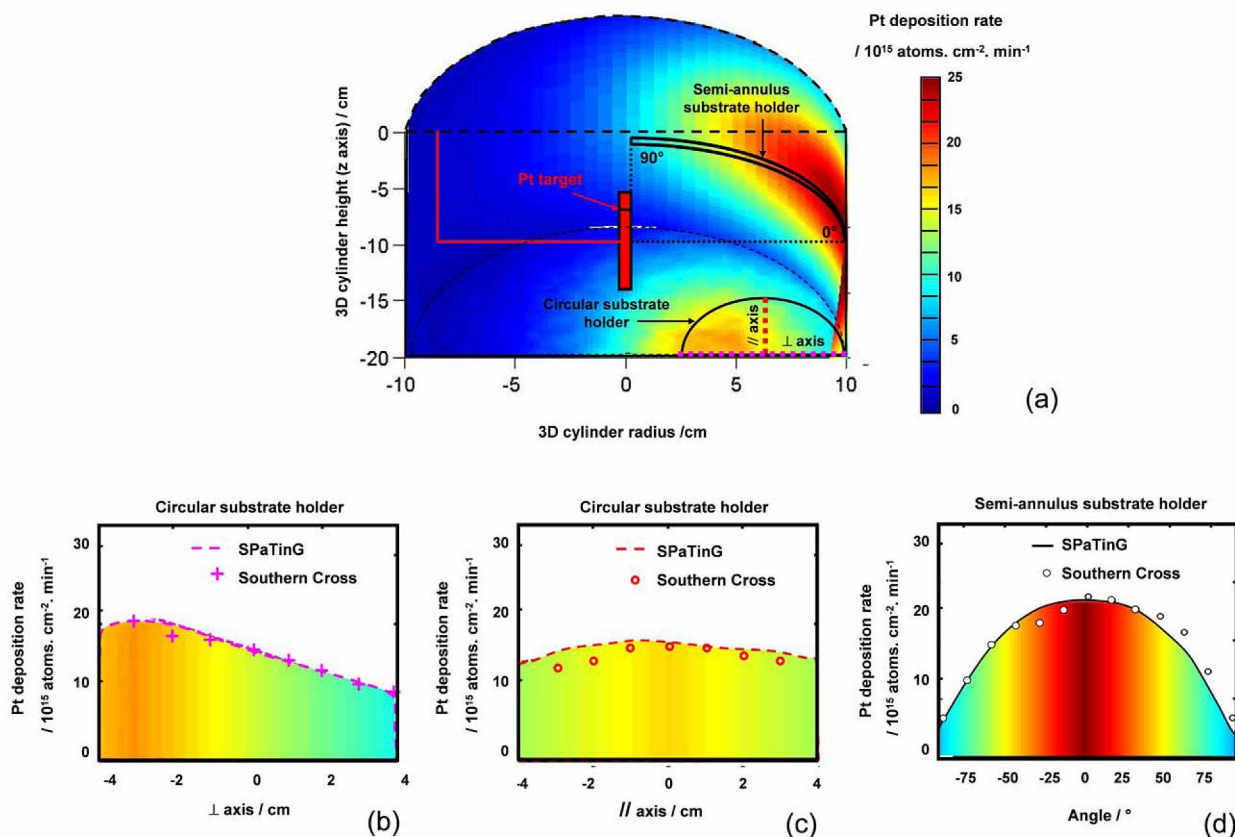 Pt deposition rate
/ 10¹⁵ atoms. cm⁻². min⁻¹
25
20
15
10
5
0
3D cylinder height (z axis) / cm
0
-5
-10
-15
-20
-10
-5
0
5
10
3D cylinder radius /cm
Semi-annulus
substrate holder
90°
Pt target
0°
Circular substrate
holder
// axis
⊥ axis
(a)
Circular substrate holder
Pt deposition rate
/ 10¹⁵ atoms. cm⁻². min⁻¹
30
20
10
0
SPaTinG
Southern Cross
-4
-2
0
2
4
⊥ axis / cm
(b)
Circular substrate holder
Pt deposition rate
/ 10¹⁵ atoms. cm⁻². min⁻¹
30
20
10
0
SPaTinG
Southern Cross
-4
-2
0
2
4
// axis / cm
(c)
Semi-annulus substrate holder
Pt deposition rate
/ 10¹⁵ atoms. cm⁻². min⁻¹
30
20
10
0
SPaTinG
Southern Cross
-75
-50
-25
0
25
50
75
Angle / °
(d)